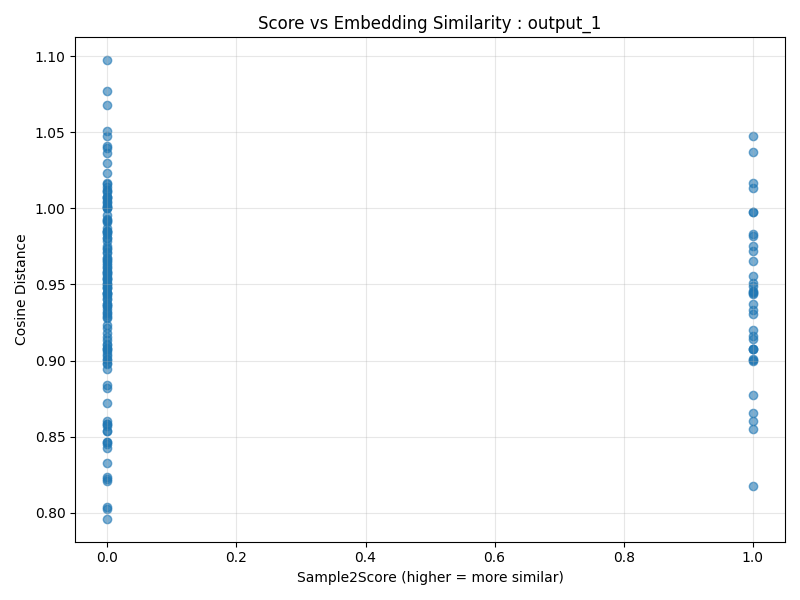 Score vs Embedding Similarity : output_1
1.10
1.05
1.00
0.95
0.90
0.85
0.80
Cosine Distance
0.0 0.2 0.4 0.6 0.8 1.0
Sample2Score (higher = more similar)